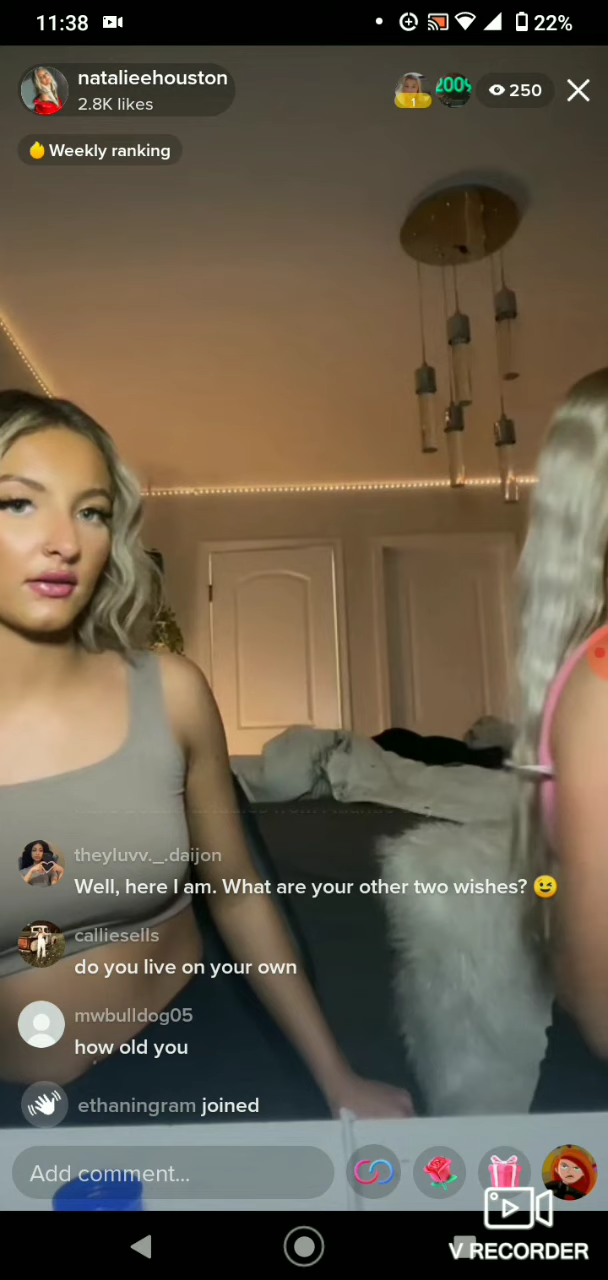 11:38 22%
natalieehouston
2.8K likes
1 200% 250
Weekly ranking
theyluvv._.daijon
Well, here I am. What are your other two wishes? 😉
calliesells
do you live on your own
mwbulldog05
how old you
ethaningram joined
Add comment...
V RECORDER